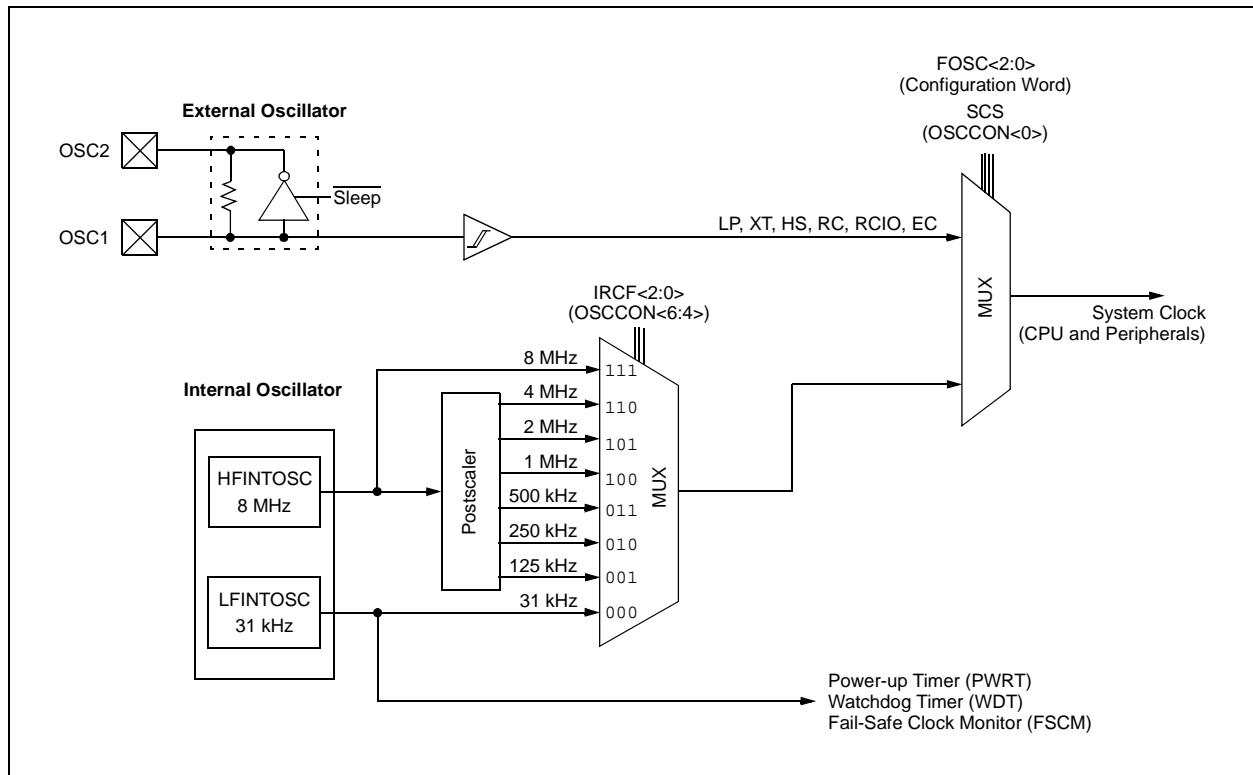 FOSC<2:0>
(Configuration Word)
SCS
(OSCCON<0>)
External Oscillator
OSC2
Sleep
OSC1
LP, XT, HS, RC, RCIO, EC
MUX
System Clock
(CPU and Peripherals)
IRCF<2:0>
(OSCCON<6:4>)
Internal Oscillator
HFINTOSC
8 MHz
LFINTOSC
31 kHz
Postscaler
8 MHz
4 MHz
2 MHz
1 MHz
500 kHz
250 kHz
125 kHz
31 kHz
111
110
101
100
011
010
001
000
MUX
Power-up Timer (PWRT)
Watchdog Timer (WDT)
Fail-Safe Clock Monitor (FSCM)